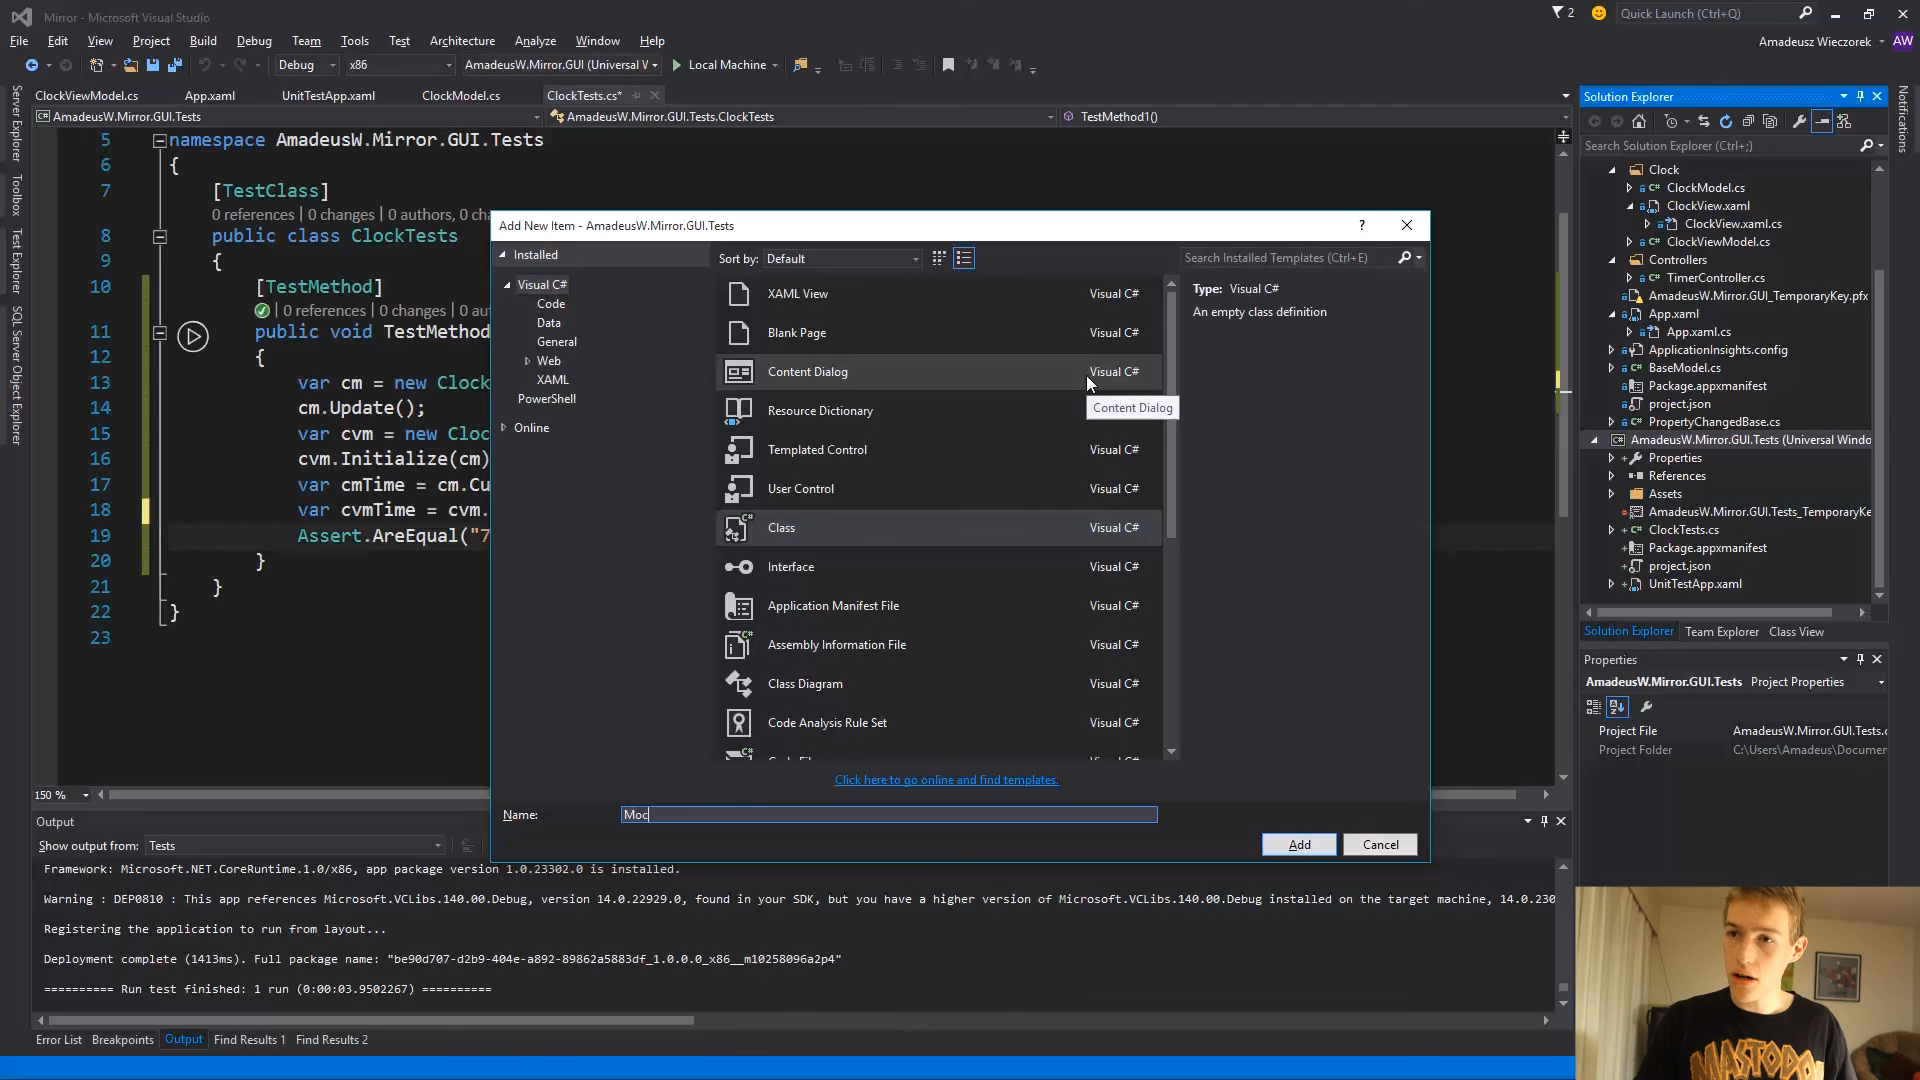 Mirror - Microsoft Visual Studio
2
Quick Launch (Ctrl+Q)
File Edit View Project Build Debug Team Tools Test Architecture Analyze Window Help
Amadeusz Wieczorek AW
Debug x86 AmadeusW.Mirror.GUI (Universal V Local Machine
ClockViewModel.cs App.xaml UnitTestApp.xaml ClockModel.cs ClockTests.cs*
AmadeusW.Mirror.GUI.Tests AmadeusW.Mirror.GUI.Tests.ClockTests TestMethod1()
Server Explorer
Toolbox
Test Explorer
SQL Server Object Explorer
5 namespace AmadeusW.Mirror.GUI.Tests
6 {
7 [TestClass]
0 references | 0 changes | 0 authors, 0 cha
8 public class ClockTests
9 {
10 [TestMethod]
| 0 references | 0 changes | 0
11 public void TestMethod
12 {
13 var cm = new Clock
14 cm.Update();
15 var cvm = new Cloc
16 cvm.Initialize(cm)
17 var cmTime = cm.Cu
18 var cvmTime = cvm.
19 Assert.AreEqual("7
20 }
21 }
22 }
23
150 %
Add New Item - AmadeusW.Mirror.GUI.Tests
?
Installed
Visual C#
Code
Data
General
Web
XAML
PowerShell
Online
Sort by: Default
Search Installed Templates (Ctrl+E)
XAML View Visual C#
Blank Page Visual C#
Content Dialog Visual C#
Content Dialog
Resource Dictionary
Templated Control Visual C#
User Control Visual C#
Class Visual C#
Interface Visual C#
Application Manifest File Visual C#
Assembly Information File Visual C#
Class Diagram Visual C#
Code Analysis Rule Set Visual C#
Type: Visual C#
An empty class definition
Click here to go online and find templates.
Name: Moc
Add Cancel
Solution Explorer
Notifications
Search Solution Explorer (Ctrl+;)
Clock
ClockModel.cs
ClockView.xaml
ClockView.xaml.cs
ClockViewModel.cs
Controllers
TimerController.cs
AmadeusW.Mirror.GUI_TemporaryKey.pfx
App.xaml
App.xaml.cs
ApplicationInsights.config
BaseModel.cs
Package.appxmanifest
project.json
PropertyChangedBase.cs
AmadeusW.Mirror.GUI.Tests (Universal Windo
Properties
References
Assets
AmadeusW.Mirror.GUI.Tests_TemporaryKe
ClockTests.cs
Package.appxmanifest
project.json
UnitTestApp.xaml
Solution Explorer Team Explorer Class View
Properties
AmadeusW.Mirror.GUI.Tests Project Properties
Project File AmadeusW.Mirror.GUI.Tests.c
Project Folder C:\Users\Amadeus\Documen
Output
Show output from: Tests
Framework: Microsoft.NET.CoreRuntime.1.0/x86, app package version 1.0.23302.0 is installed.
Warning : DEP0810 : This app references Microsoft.VCLibs.140.00.Debug, version 14.0.22929.0, found in your SDK, but you have a higher version of Microsoft.VCLibs.140.00.Debug installed on the target machine, 14.0.230
Registering the application to run from layout...
Deployment complete (1413ms). Full package name: "be90d707-d2b9-404e-a892-89862a5883df_1.0.0.0_x86__m10258096a2p4"
========== Run test finished: 1 run (0:00:03.9502267) ==========
Error List Breakpoints Output Find Results 1 Find Results 2
MASTODON